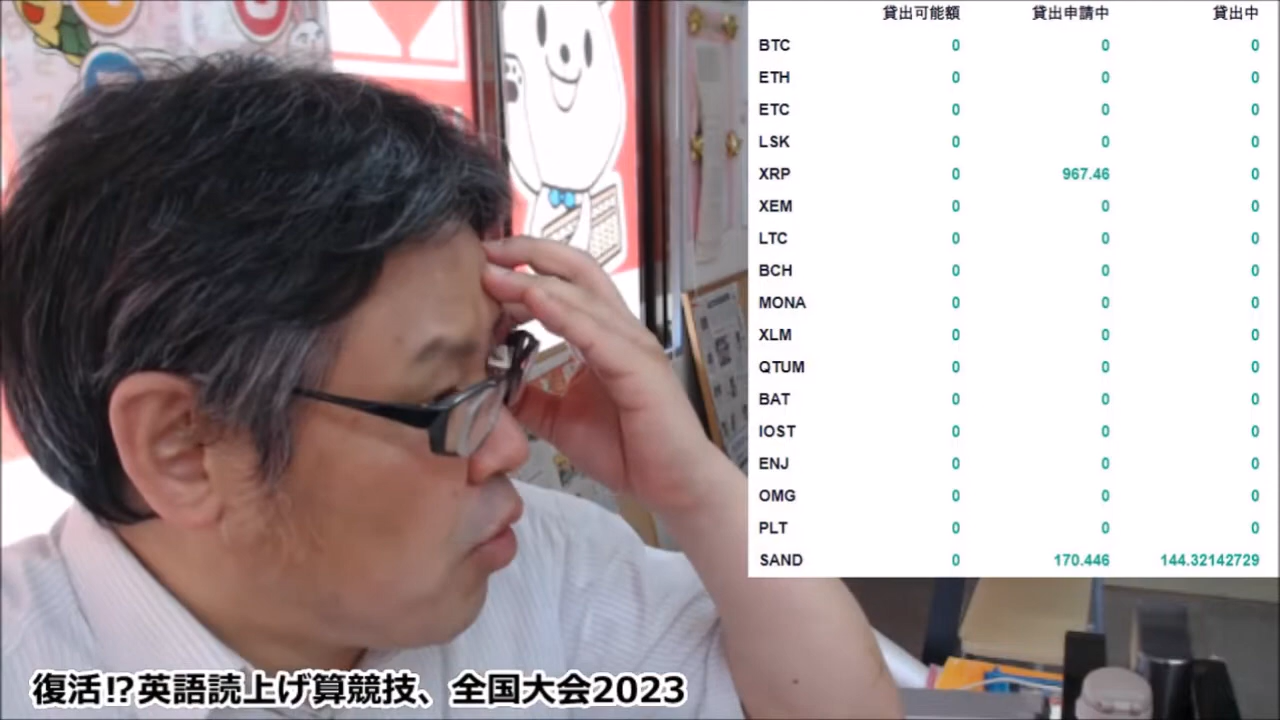 貸出可能額 貸出申請中 貸出中
BTC 0 0 0
ETH 0 0 0
ETC 0 0 0
LSK 0 0 0
XRP 0 967.46 0
XEM 0 0 0
LTC 0 0 0
BCH 0 0 0
MONA 0 0 0
XLM 0 0 0
QTUM 0 0 0
BAT 0 0 0
IOST 0 0 0
ENJ 0 0 0
OMG 0 0 0
PLT 0 0 0
SAND 0 170.446 144.32142729
復活!?英語読上げ算競技、全国大会2023